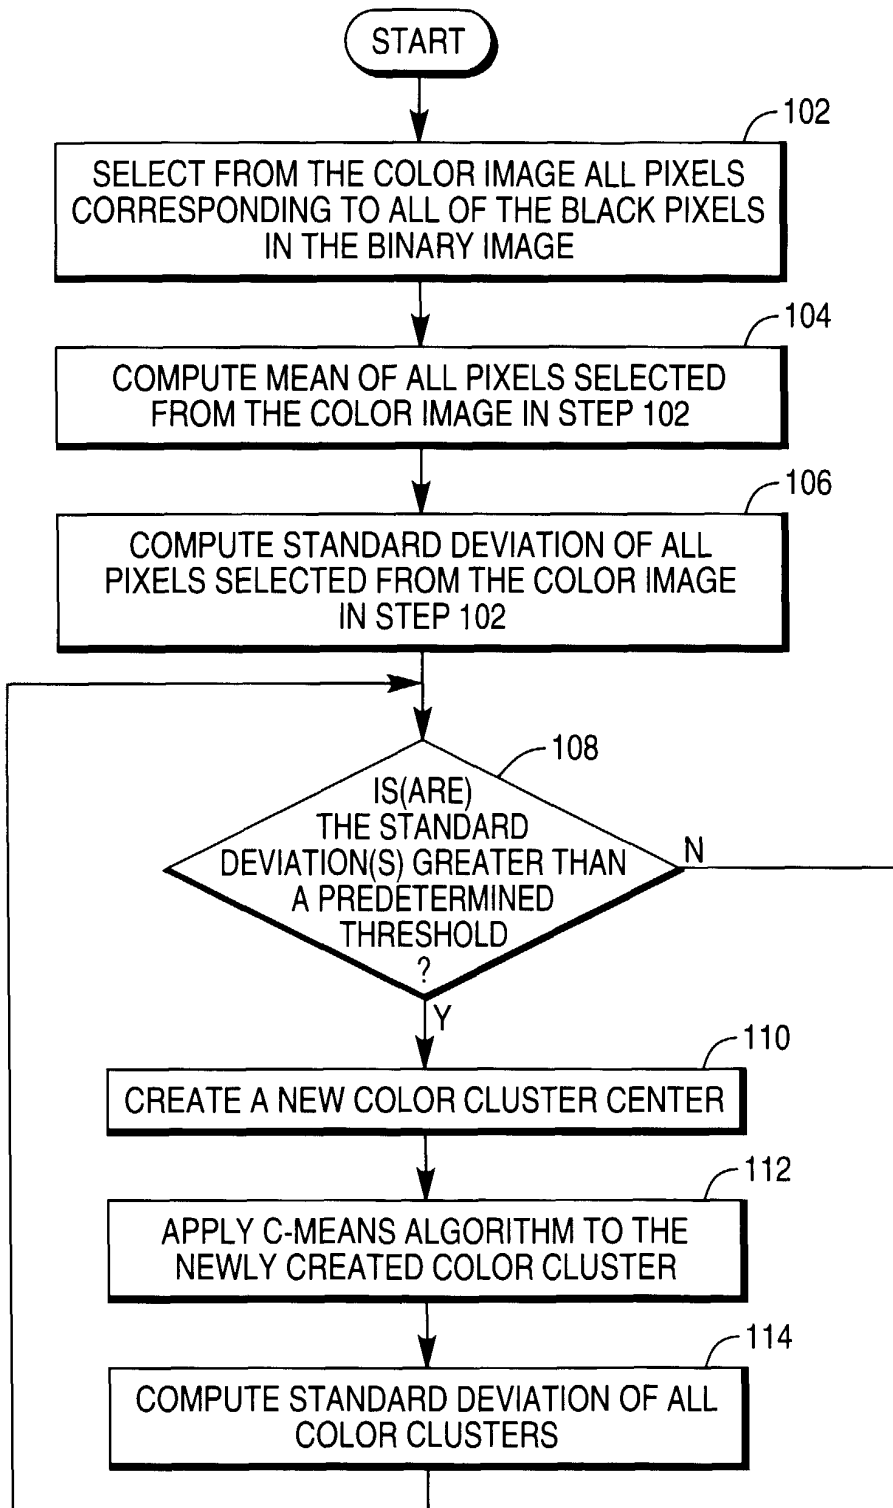 START
102
SELECT FROM THE COLOR IMAGE ALL PIXELS
CORRESPONDING TO ALL OF THE BLACK PIXELS
IN THE BINARY IMAGE
104
COMPUTE MEAN OF ALL PIXELS SELECTED
FROM THE COLOR IMAGE IN STEP 102
106
COMPUTE STANDARD DEVIATION OF ALL
PIXELS SELECTED FROM THE COLOR IMAGE
IN STEP 102
108
IS(ARE)
THE STANDARD
DEVIATION(S) GREATER THAN
A PREDETERMINED
THRESHOLD
?
N
Y
110
CREATE A NEW COLOR CLUSTER CENTER
112
APPLY C-MEANS ALGORITHM TO THE
NEWLY CREATED COLOR CLUSTER
114
COMPUTE STANDARD DEVIATION OF ALL
COLOR CLUSTERS